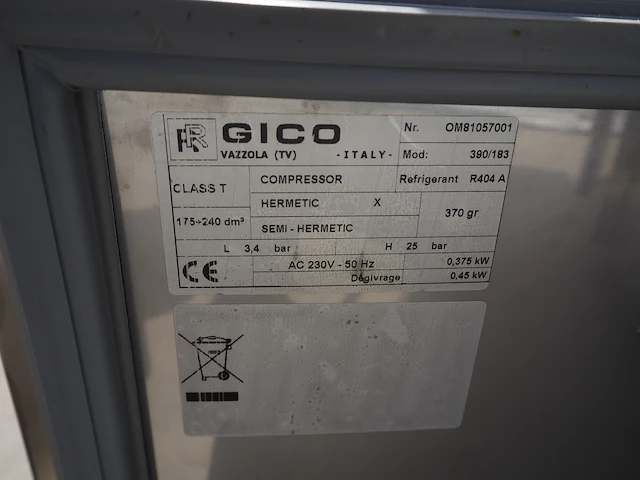 R GICO Nr. OM81057001
VAZZOLA (TV) - ITALY - Mod: 390/183
CLASS T COMPRESSOR Refrigerant R404 A
HERMETIC X 370 gr
175÷240 dm³ SEMI - HERMETIC
L 3,4 bar H 25 bar
CE AC 230V - 50 Hz 0,375 kW
Dégivrage 0,45 kW